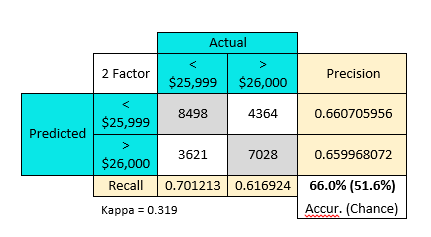 Actual
2 Factor
<
$25,999
>
$26,000
Precision
Predicted
<
$25,999
8498
4364
0.660705956
>
$26,000
3621
7028
0.659968072
Recall
0.701213
0.616924
66.0% (51.6%)
Kappa = 0.319
Accur. (Chance)